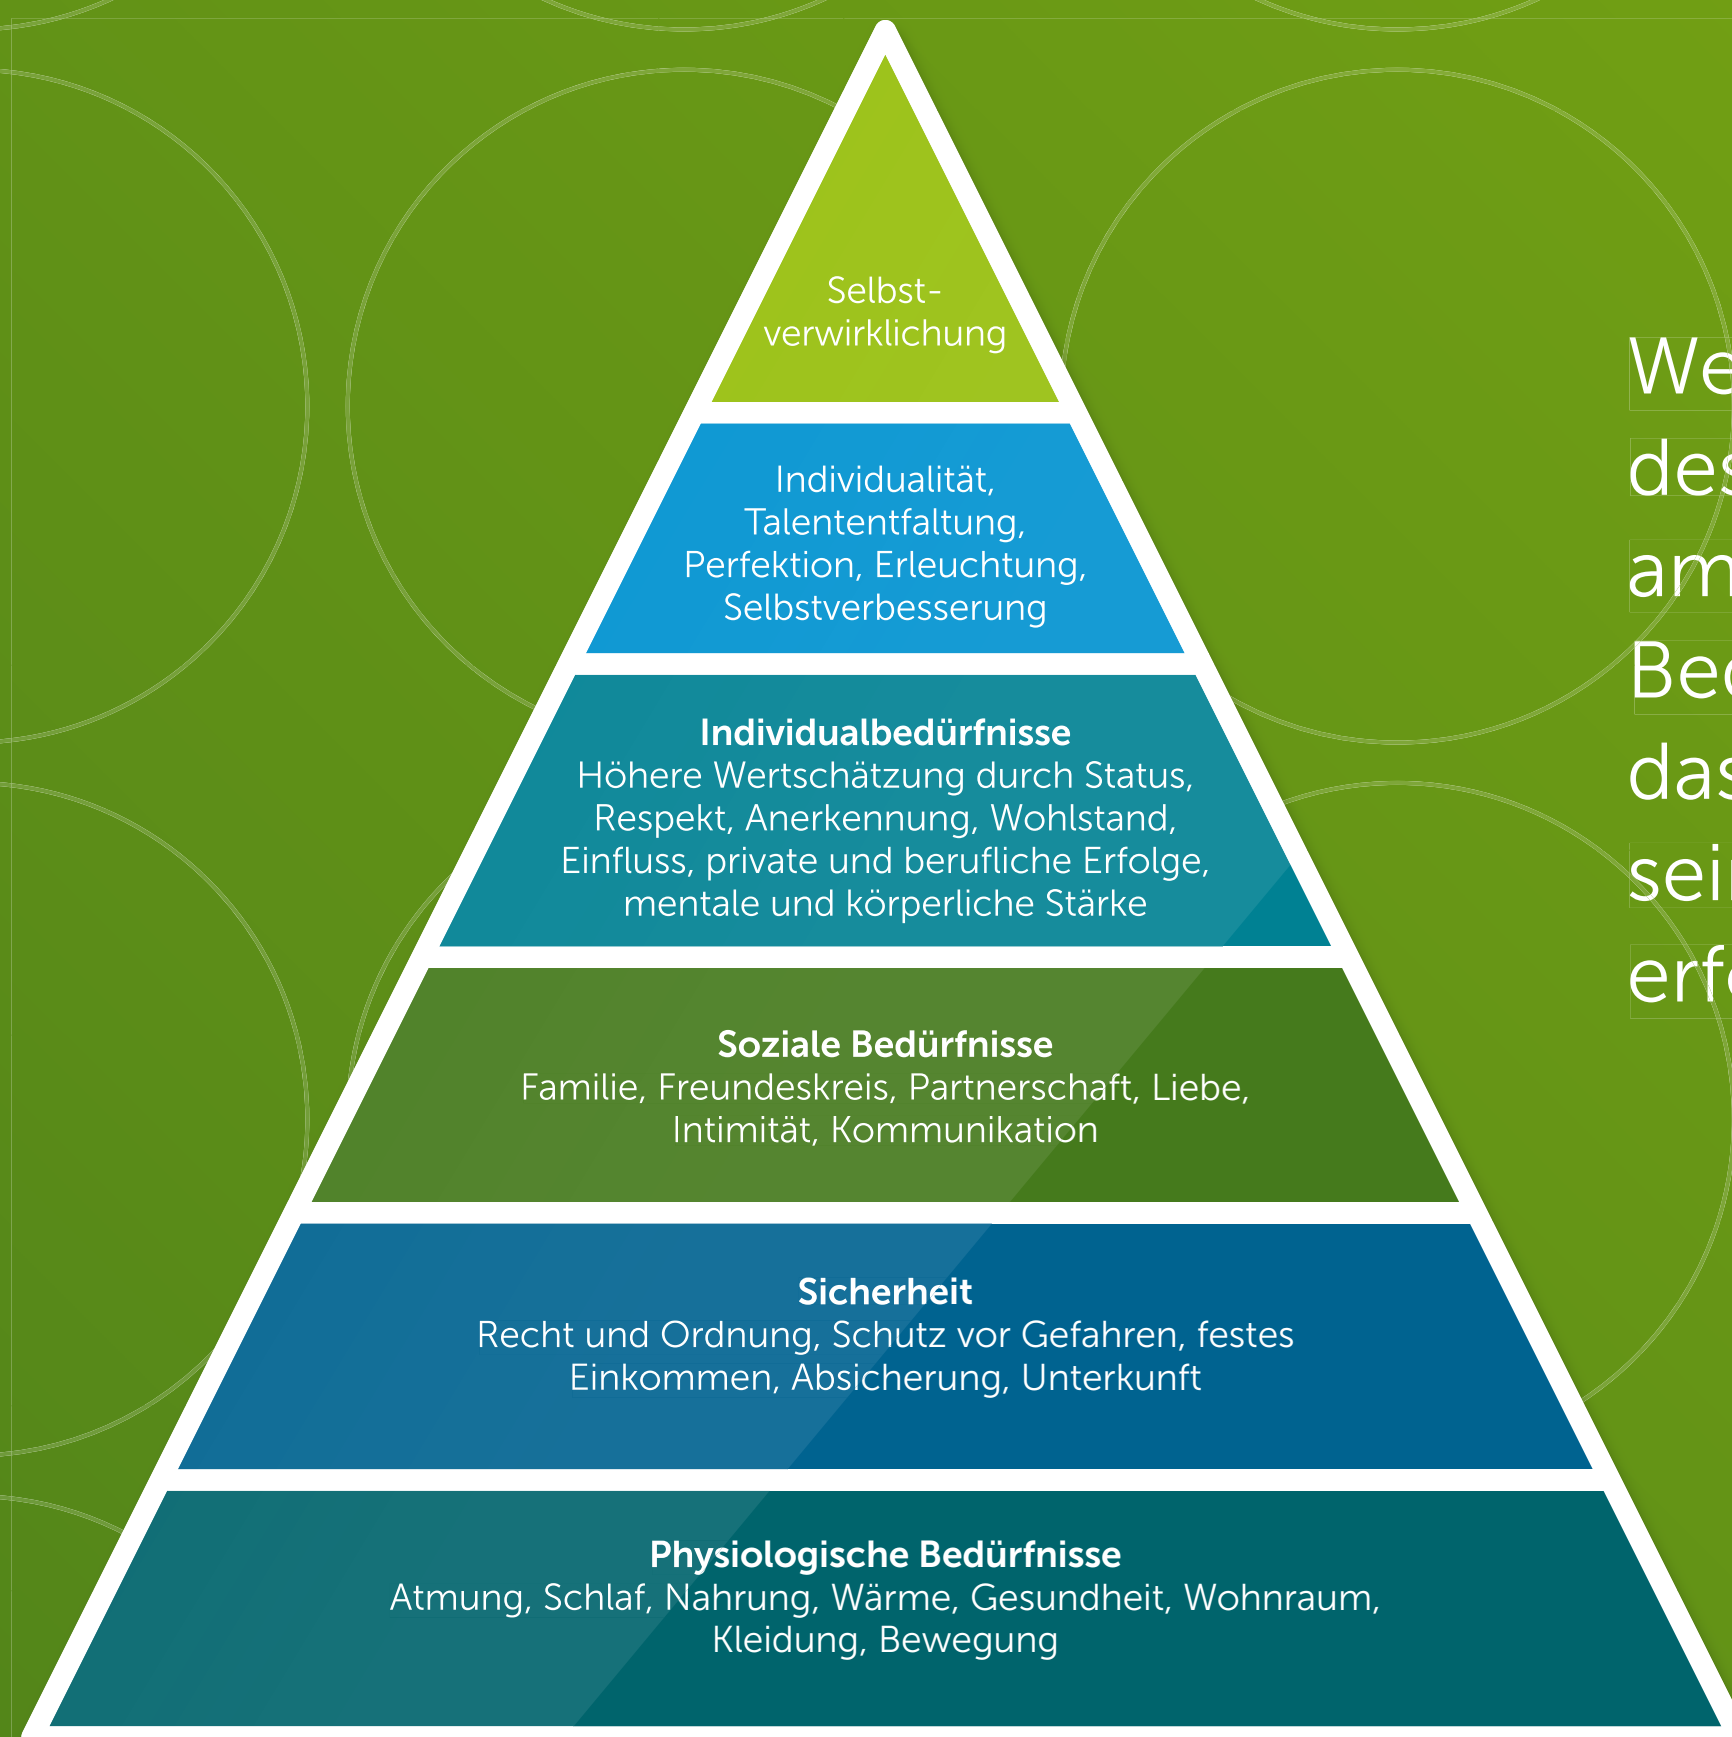 Selbst-
verwirklichung
Individualität,
Talententfaltung,
Perfektion, Erleuchtung,
Selbstverbesserung
Individualbedürfnisse
Höhere Wertschätzung durch Status,
Respekt, Anerkennung, Wohlstand,
Einfluss, private und berufliche Erfolge,
mentale und körperliche Stärke
Soziale Bedürfnisse
Familie, Freundeskreis, Partnerschaft, Liebe,
Intimität, Kommunikation
Sicherheit
Recht und Ordnung, Schutz vor Gefahren, festes
Einkommen, Absicherung, Unterkunft
Physiologische Bedürfnisse
Atmung, Schlaf, Nahrung, Wärme, Gesundheit, Wohnraum,
Kleidung, Bewegung